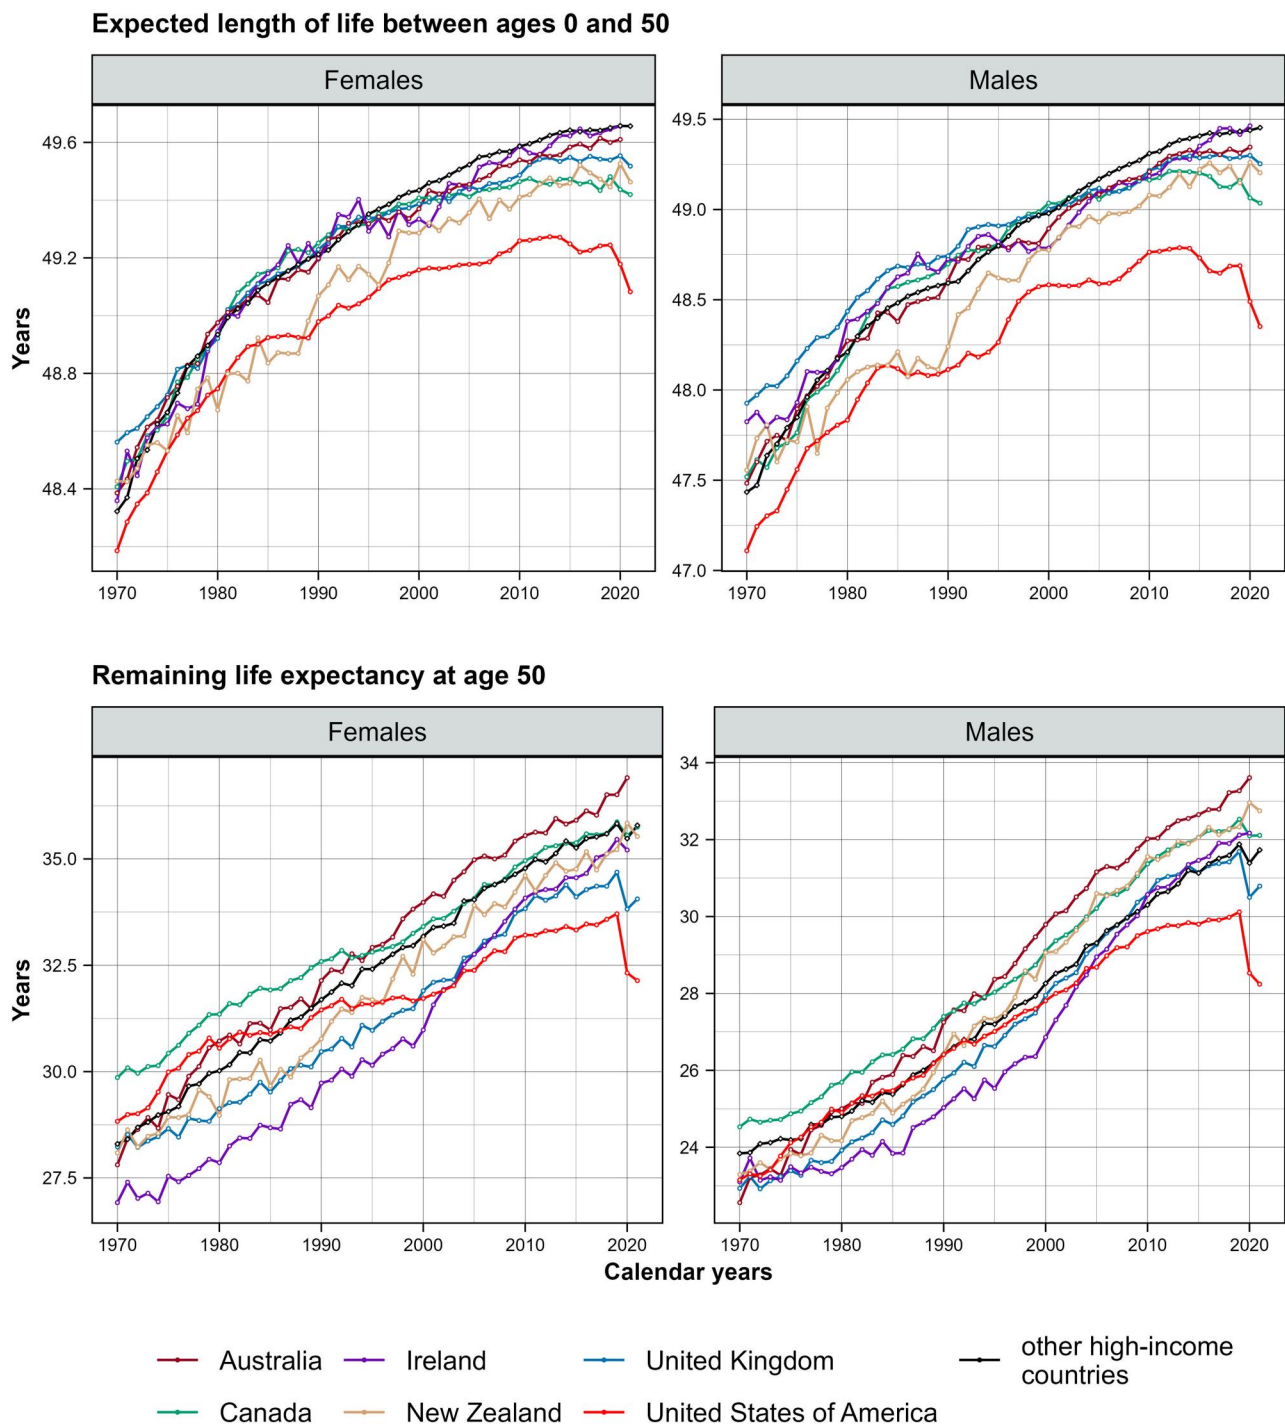 Expected length of life between ages 0 and 50
Females
Males
Years
49.6
49.2
48.8
48.4
1970 1980 1990 2000 2010 2020
49.5
49.0
48.5
48.0
47.5
47.0
1970 1980 1990 2000 2010 2020
Remaining life expectancy at age 50
Females
Males
Years
35.0
32.5
30.0
27.5
1970 1980 1990 2000 2010 2020
34
32
30
28
26
24
1970 1980 1990 2000 2010 2020
Calendar years
Australia
Ireland
United Kingdom
other high-income
countries
Canada
New Zealand
United States of America